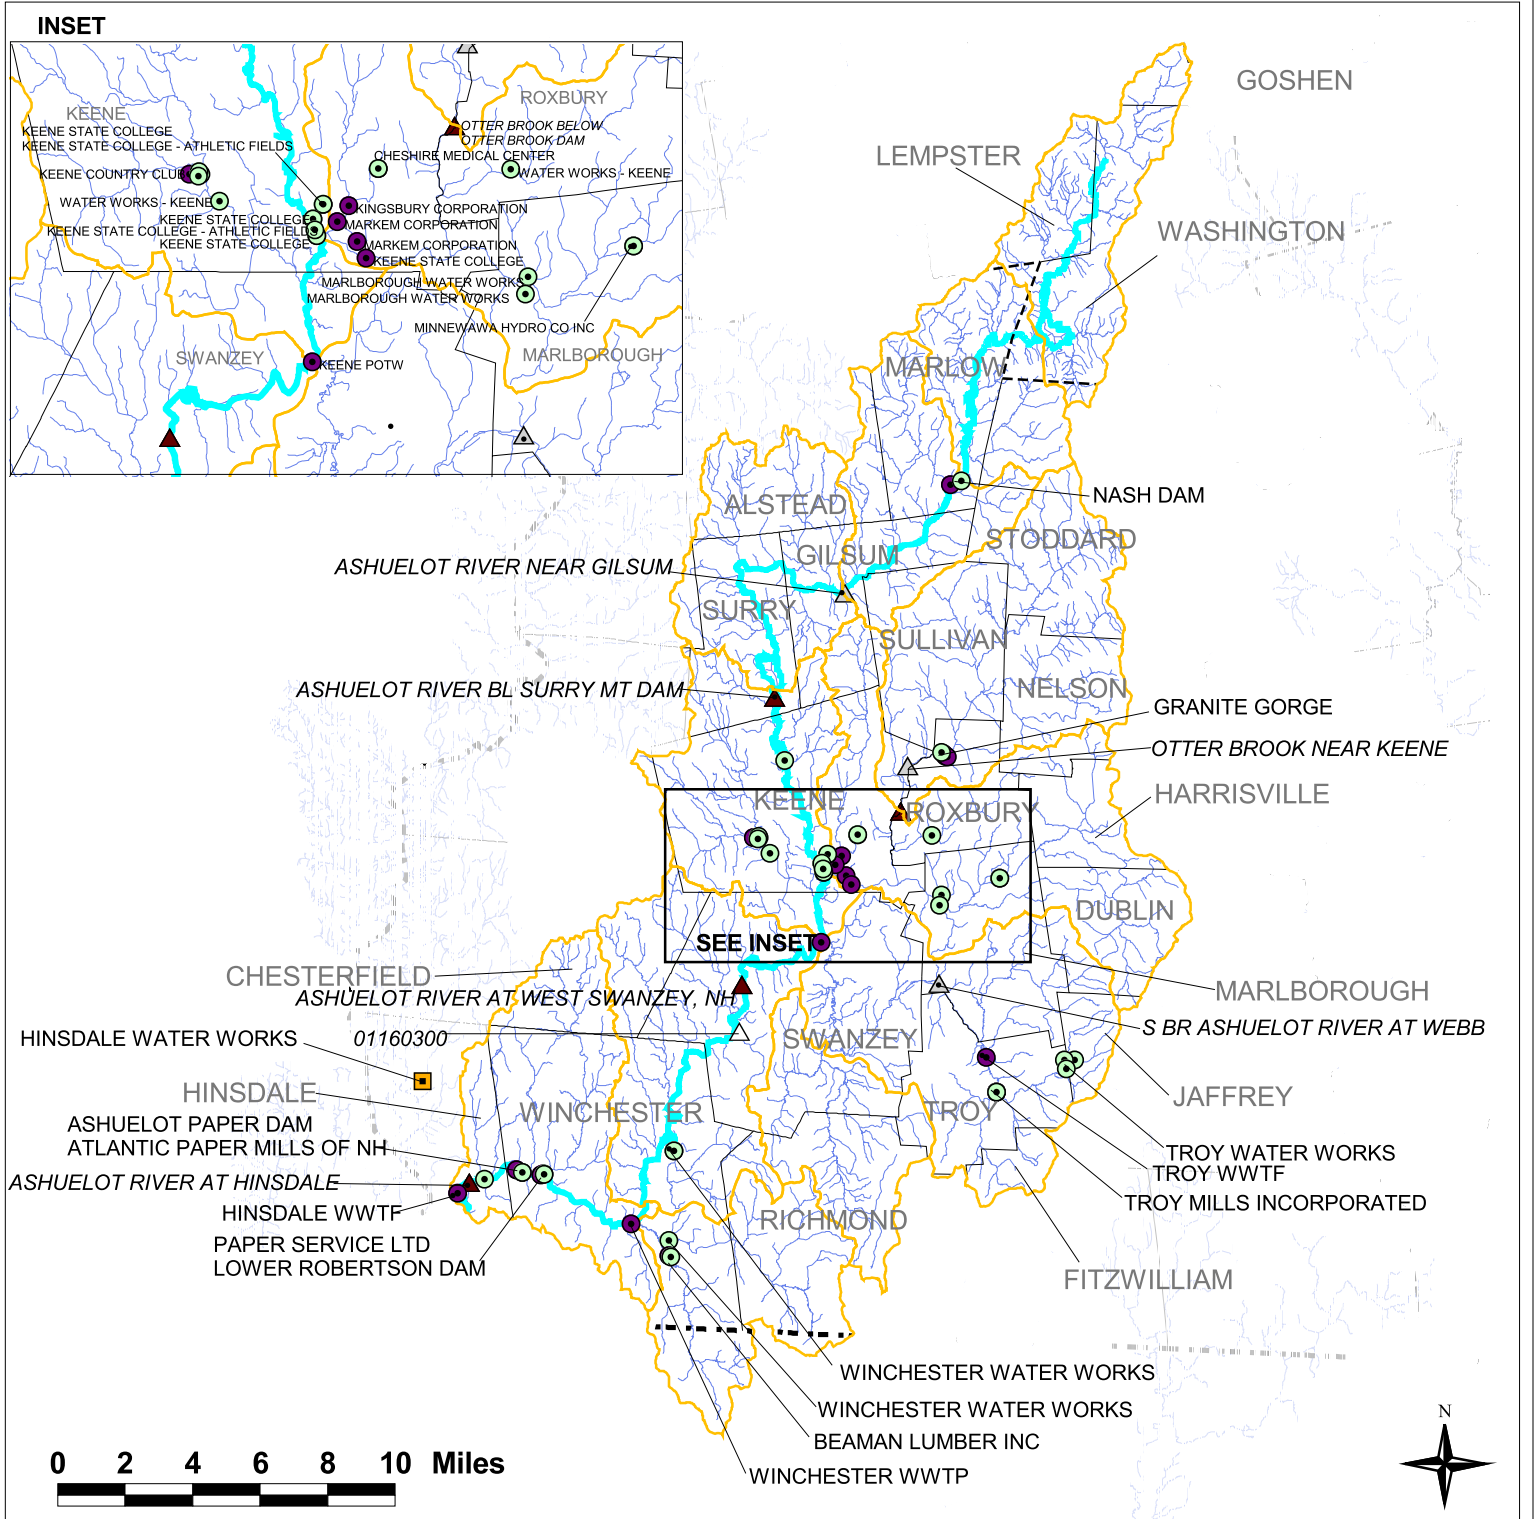 INSET
KEENE
ROXBURY
KEENE STATE COLLEGE
KEENE STATE COLLEGE - ATHLETIC FIELDS
OTTER BROOK BELOW
OTTER BROOK DAM
CHESHIRE MEDICAL CENTER
KEENE COUNTRY CLUB
WATER WORKS - KEENE
WATER WORKS - KEENE
KINGSBURY CORPORATION
KEENE STATE COLLEGE
MARKEM CORPORATION
KEENE STATE COLLEGE - ATHLETIC FIELDS
KEENE STATE COLLEGE
MARKEM CORPORATION
KEENE STATE COLLEGE
MARLBOROUGH WATER WORKS
MARLBOROUGH WATER WORKS
MINNEWAWA HYDRO CO INC
SWANZEY
MARLBOROUGH
KEENE POTW
GOSHEN
LEMPSTER
WASHINGTON
MARLOW
NASH DAM
ALSTEAD
STODDARD
GILSUM
ASHUELOT RIVER NEAR GILSUM
SURRY
SULLIVAN
NELSON
ASHUELOT RIVER BL SURRY MT DAM
GRANITE GORGE
OTTER BROOK NEAR KEENE
HARRISVILLE
KEENE
ROXBURY
DUBLIN
SEE INSET
CHESTERFIELD
ASHUELOT RIVER AT WEST SWANZEY, NH
MARLBOROUGH
S BR ASHUELOT RIVER AT WEBB
HINSDALE WATER WORKS
01160300
SWANZEY
HINSDALE
JAFFREY
WINCHESTER
TROY
ASHUELOT PAPER DAM
ATLANTIC PAPER MILLS OF NH
TROY WATER WORKS
TROY WWTF
ASHUELOT RIVER AT HINSDALE
TROY MILLS INCORPORATED
HINSDALE WWTF
RICHMOND
PAPER SERVICE LTD
LOWER ROBERTSON DAM
FITZWILLIAM
WINCHESTER WATER WORKS
WINCHESTER WATER WORKS
BEAMAN LUMBER INC
WINCHESTER WWTP
0 2 4 6 8 10 Miles
N